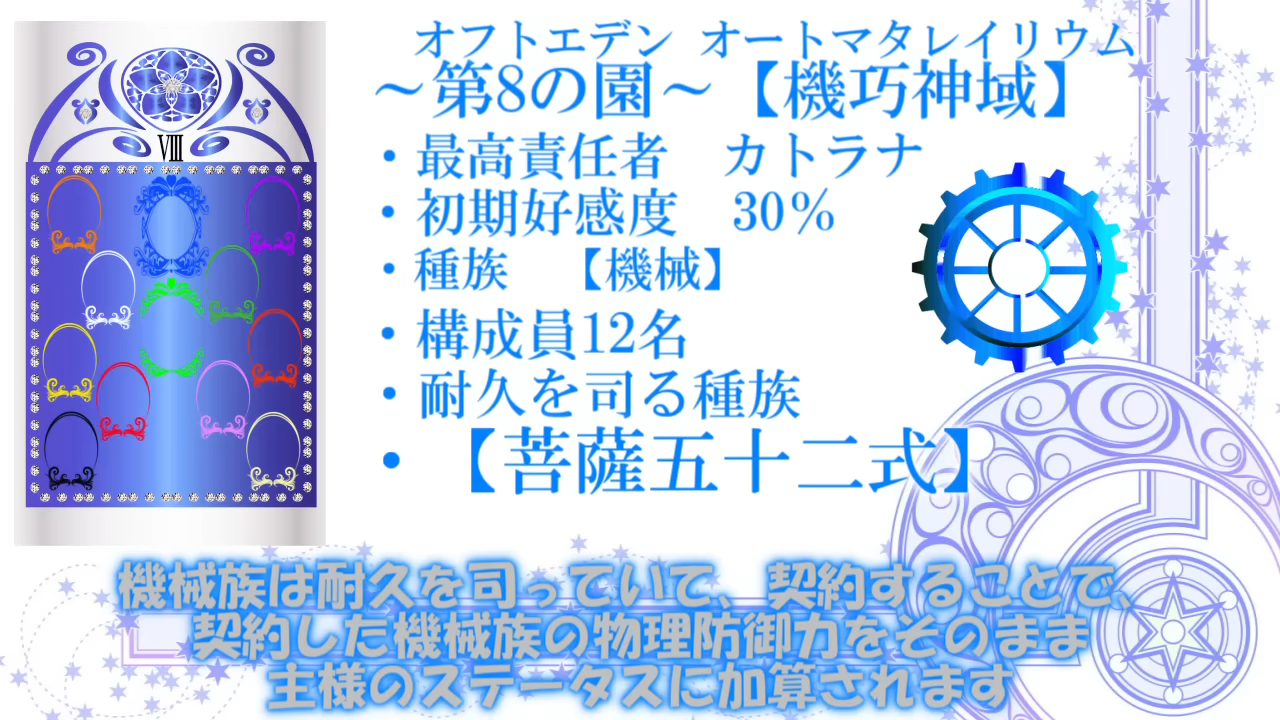 オフトエデン オートマタレイリウム
～第8の園～【機巧神域】
Ⅷ
・最高責任者 カトラナ
・初期好感度 30％
・種族 【機械】
・構成員12名
・耐久を司る種族
・【菩薩五十二式】
機械族は耐久を司っていて、契約することで、
契約した機械族の物理防御力をそのまま
主様のステータスに加算されます